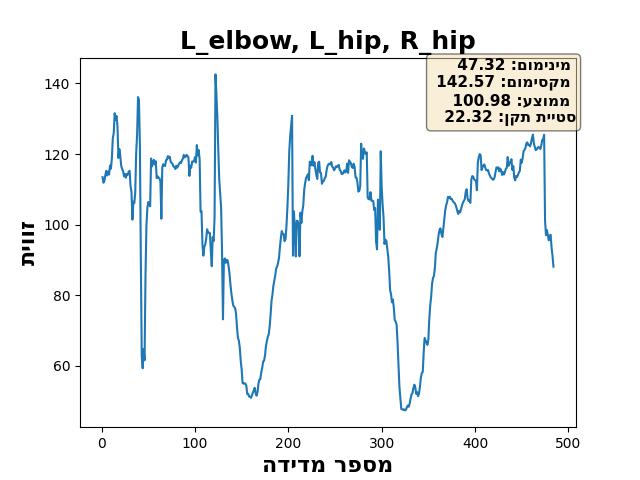 L_elbow, L_hip, R_hip
מינימום: 47.32
מקסימום: 142.57
ממוצע: 100.98
סטיית תקן: 22.32
140
120
100
80
60
זווית
0 100 200 300 400 500
מספר מדידה